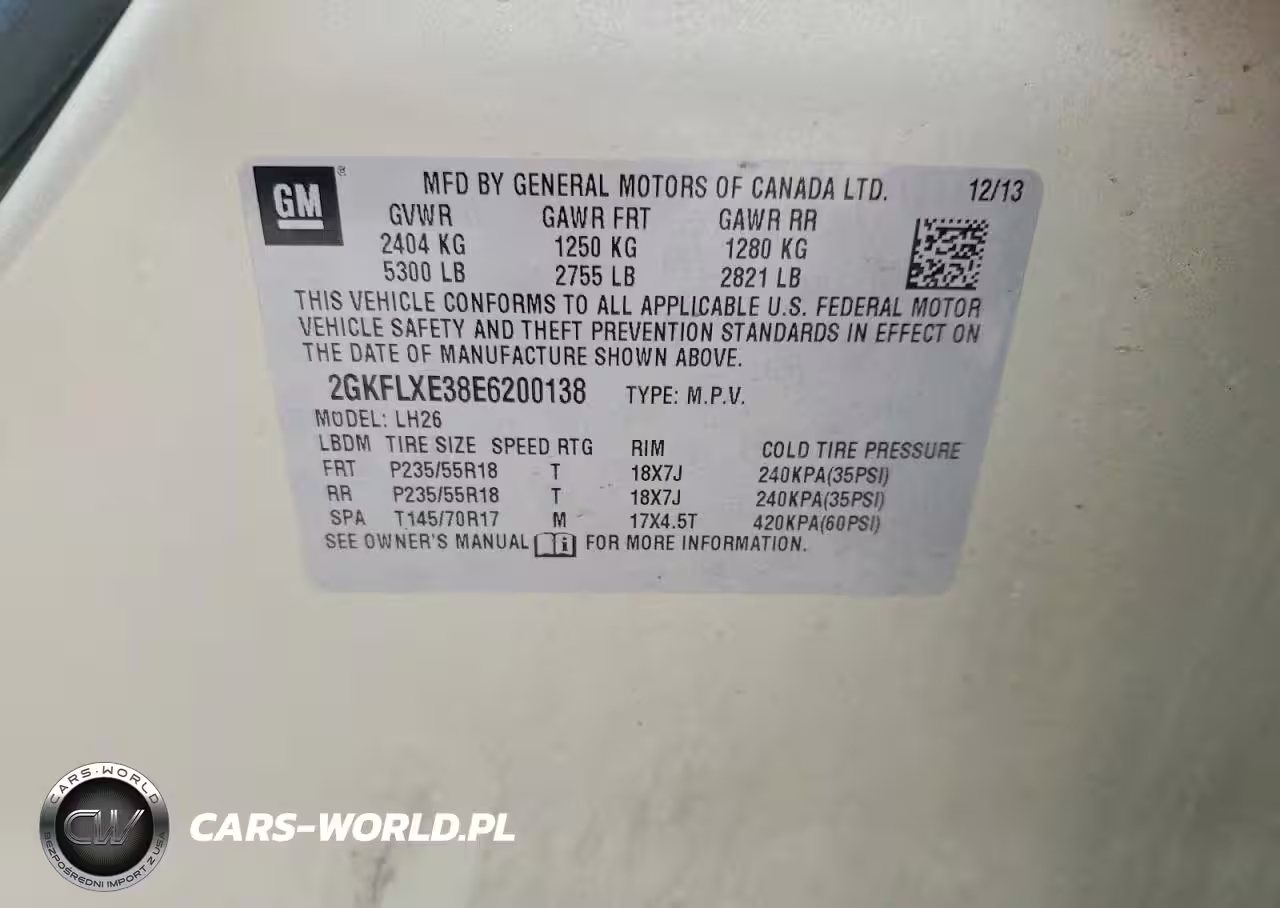 GM ® MFD BY GENERAL MOTORS OF CANADA LTD. 12/13
GVWR GAWR FRT GAWR RR
2404 KG 1250 KG 1280 KG
5300 LB 2755 LB 2821 LB
THIS VEHICLE CONFORMS TO ALL APPLICABLE U.S. FEDERAL MOTOR
VEHICLE SAFETY AND THEFT PREVENTION STANDARDS IN EFFECT ON
THE DATE OF MANUFACTURE SHOWN ABOVE.
2GKFLXE38E6200138 TYPE: M.P.V.
MODEL: LH26
LBDM TIRE SIZE SPEED RTG RIM COLD TIRE PRESSURE
FRT P235/55R18 T 18X7J 240KPA(35PSI)
RR P235/55R18 T 18X7J 240KPA(35PSI)
SPA T145/70R17 M 17X4.5T 420KPA(60PSI)
SEE OWNER'S MANUAL i FOR MORE INFORMATION.
CARS-WORLD
CW
BEZPOŚREDNI IMPORT Z USA
CARS-WORLD.PL